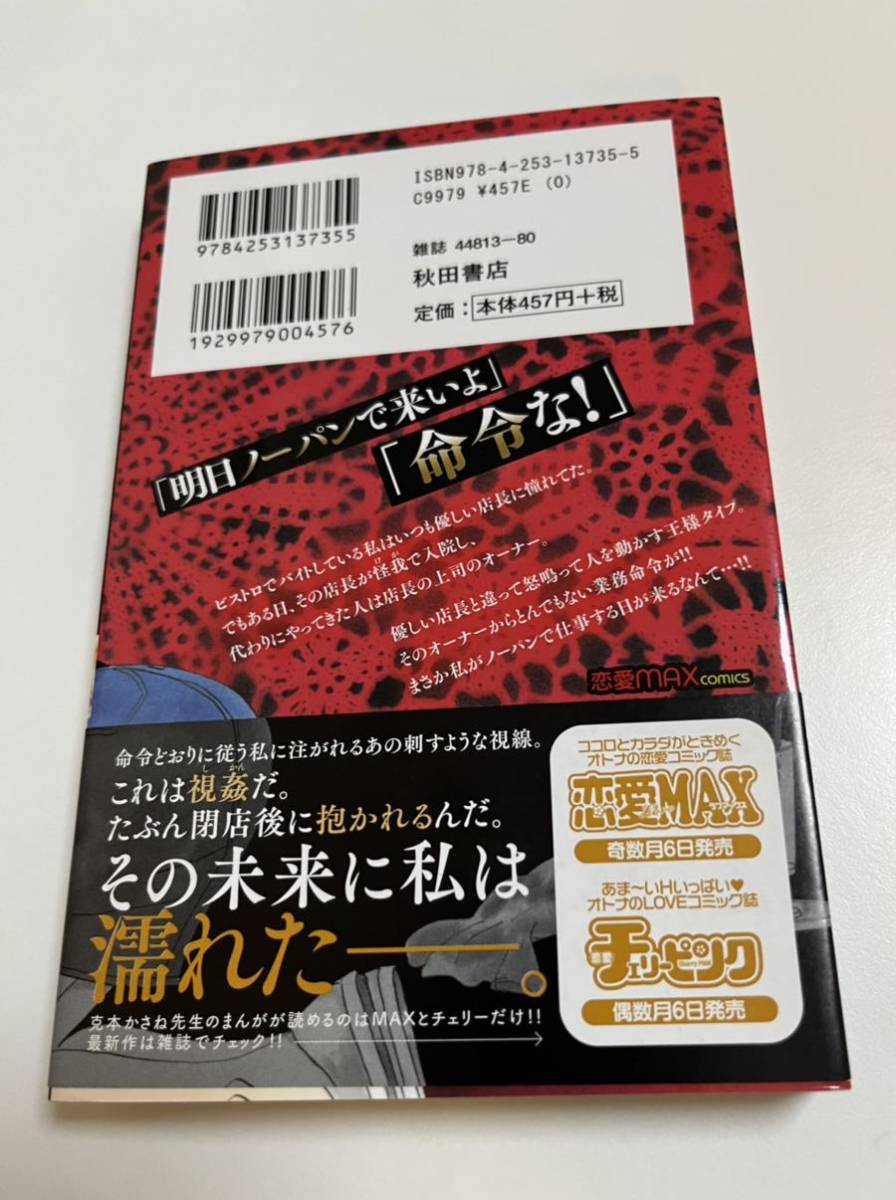 ISBN978-4-253-13735-5
C9979 ¥457E (0)
9784253137355
雑誌 44813-80
秋田書店
定価：本体457円+税
1929979004576
「明日ノーパンで来いよ」
「命令な!」
ビストロでバイトしている私はいつも優しい店長に憧れてた。
でもある日、その店長が怪我で入院し、
けが
代わりにやってきた人は店長の上司のオーナー。
優しい店長と違って怒鳴って人を動かす王様タイプ。
そのオーナーからとんでもない業務命令が!!
まさか私がノーパンで仕事する日が来るなんて…!!
恋愛MAXcomics
命令どおりに従う私に注がれるあの刺すような視線。
しかん
これは視姦だ。
たぶん閉店後に抱かれるんだ。
その未来に私は
濡れた――。
克本かさね先生のまんがが読めるのはMAXとチェリーだけ!!
最新作は雑誌でチェック!!
ココロとカラダがときめく
オトナの恋愛コミック誌
恋愛MAX
奇数月6日発売
あま〜いHいっぱい♥
オトナのLOVEコミック誌
恋愛チェリーピンク
Cherry Pink
偶数月6日発売